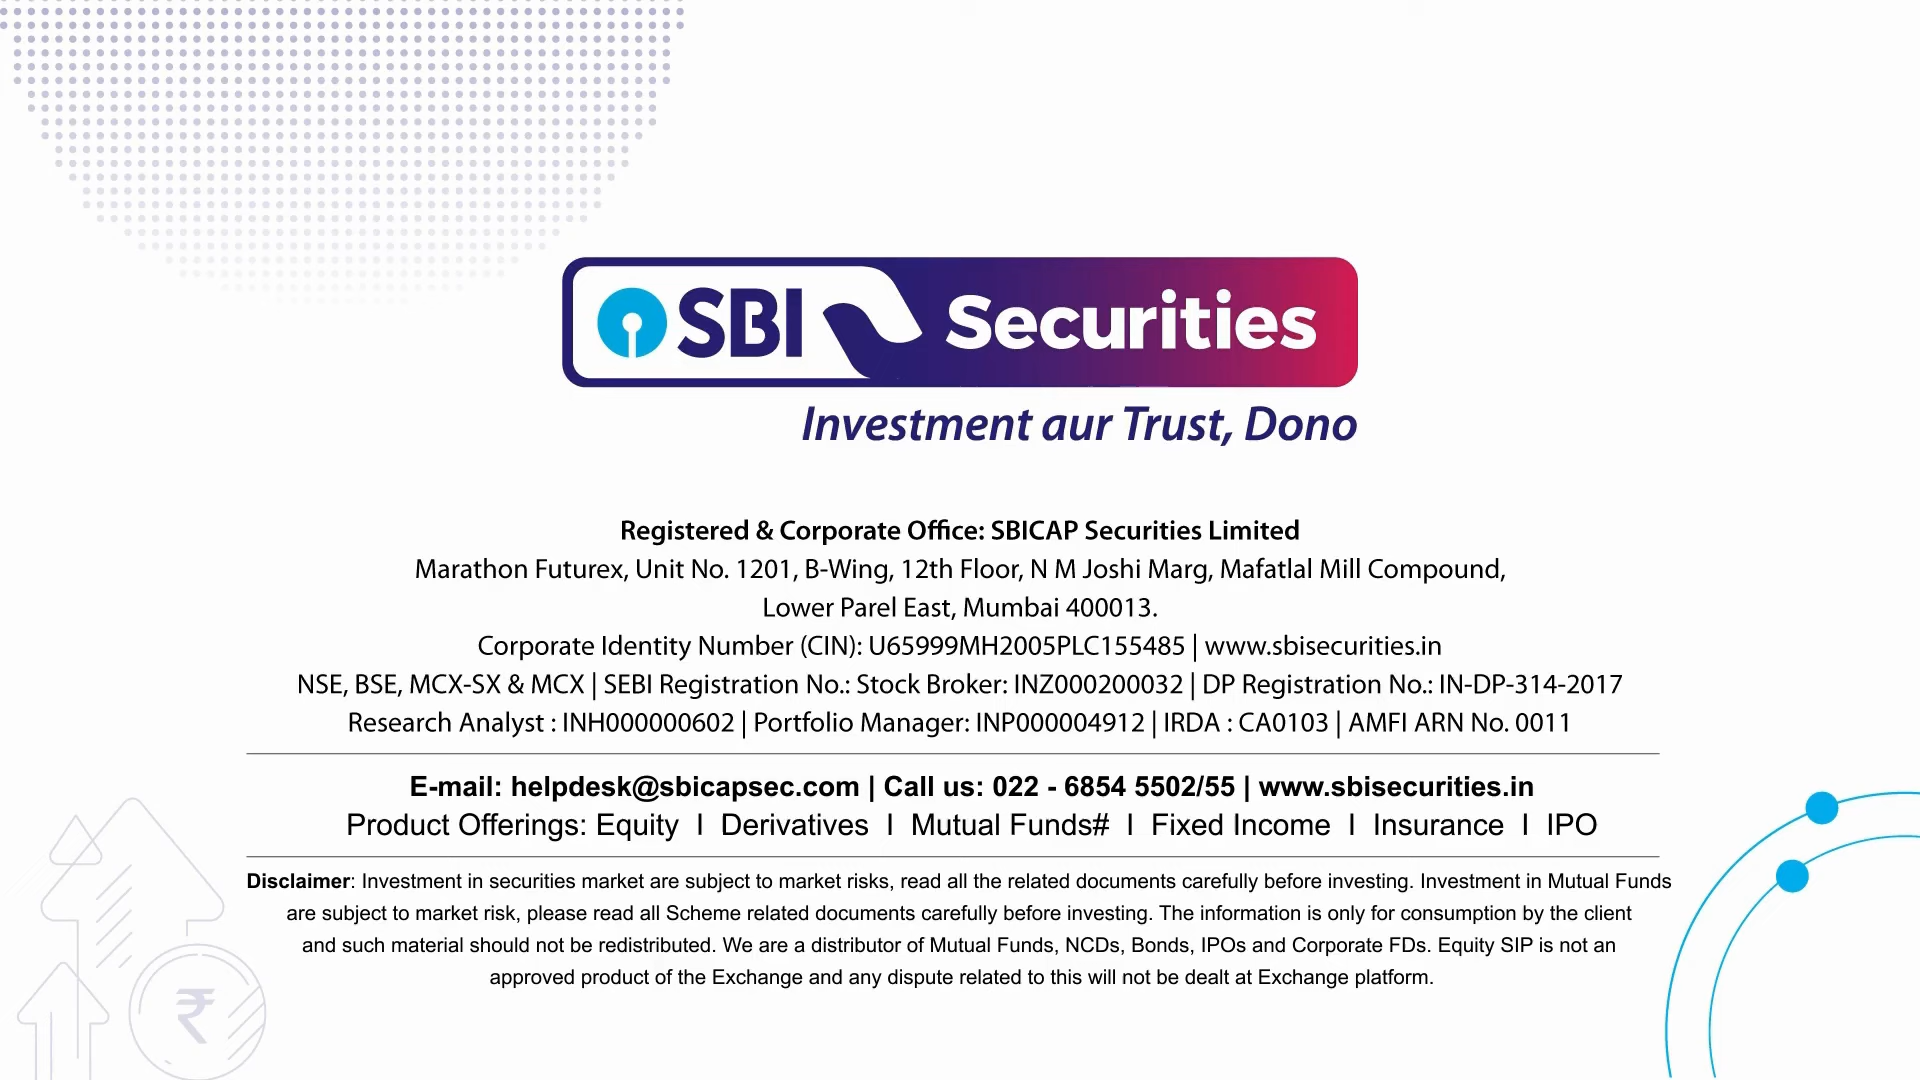 SBI Securities
Investment aur Trust, Dono
Registered & Corporate Office: SBICAP Securities Limited
Marathon Futurex, Unit No. 1201, B-Wing, 12th Floor, N M Joshi Marg, Mafatlal Mill Compound,
Lower Parel East, Mumbai 400013.
Corporate Identity Number (CIN): U65999MH2005PLC155485 | www.sbisecurities.in
NSE, BSE, MCX-SX & MCX | SEBI Registration No.: Stock Broker: INZ000200032 | DP Registration No.: IN-DP-314-2017
Research Analyst : INH000000602 | Portfolio Manager: INP000004912 | IRDA : CA0103 | AMFI ARN No. 0011
E-mail: helpdesk@sbicapsec.com | Call us: 022 - 6854 5502/55 | www.sbisecurities.in
Product Offerings: Equity I Derivatives I Mutual Funds# I Fixed Income I Insurance I IPO
Disclaimer: Investment in securities market are subject to market risks, read all the related documents carefully before investing. Investment in Mutual Funds
are subject to market risk, please read all Scheme related documents carefully before investing. The information is only for consumption by the client
and such material should not be redistributed. We are a distributor of Mutual Funds, NCDs, Bonds, IPOs and Corporate FDs. Equity SIP is not an
approved product of the Exchange and any dispute related to this will not be dealt at Exchange platform.
₹